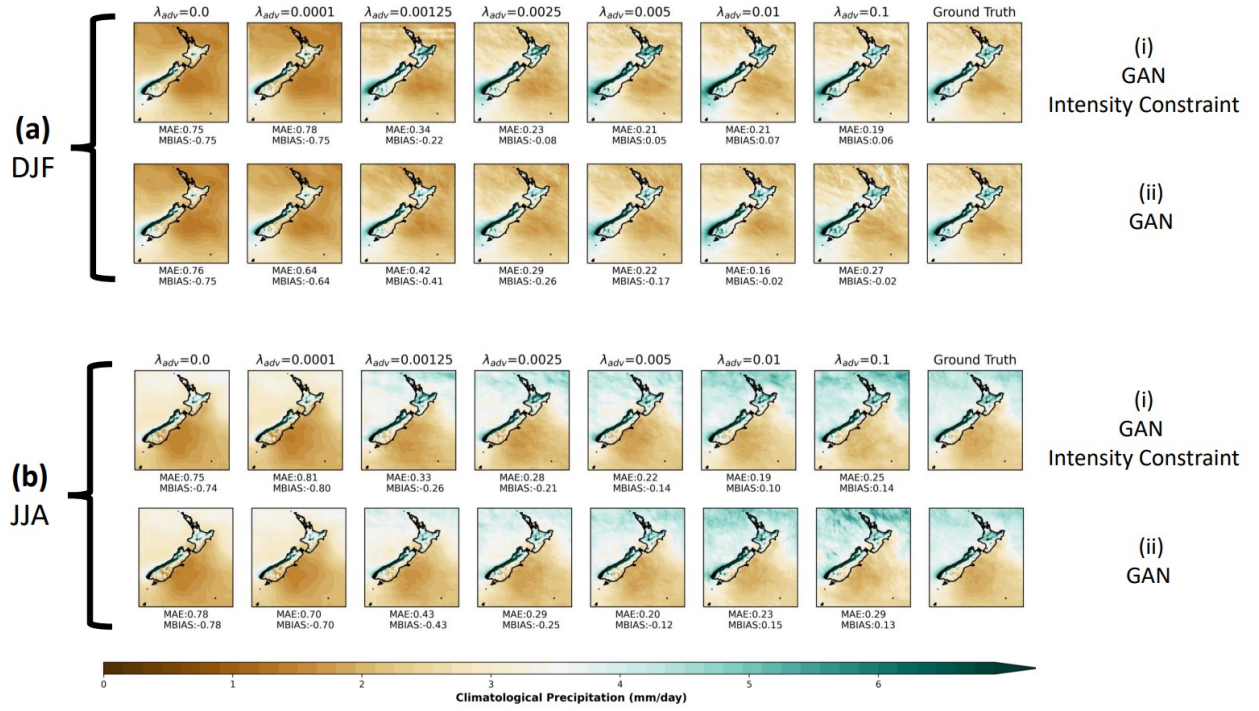 λadv=0.0 λadv=0.0001 λadv=0.00125 λadv=0.0025 λadv=0.005 λadv=0.01 λadv=0.1 Ground Truth
(a)
DJF
(i)
GAN
Intensity Constraint
MAE:0.75 MAE:0.78 MAE:0.34 MAE:0.23 MAE:0.21 MAE:0.21 MAE:0.19
MBIAS:-0.75 MBIAS:-0.75 MBIAS:-0.22 MBIAS:-0.08 MBIAS:0.05 MBIAS:0.07 MBIAS:0.06
(ii)
GAN
MAE:0.76 MAE:0.64 MAE:0.42 MAE:0.29 MAE:0.22 MAE:0.16 MAE:0.27
MBIAS:-0.75 MBIAS:-0.64 MBIAS:-0.41 MBIAS:-0.26 MBIAS:-0.17 MBIAS:-0.02 MBIAS:-0.02
λadv=0.0 λadv=0.0001 λadv=0.00125 λadv=0.0025 λadv=0.005 λadv=0.01 λadv=0.1 Ground Truth
(b)
JJA
(i)
GAN
Intensity Constraint
MAE:0.75 MAE:0.81 MAE:0.33 MAE:0.28 MAE:0.22 MAE:0.19 MAE:0.25
MBIAS:-0.74 MBIAS:-0.80 MBIAS:-0.26 MBIAS:-0.21 MBIAS:-0.14 MBIAS:0.10 MBIAS:0.14
(ii)
GAN
MAE:0.78 MAE:0.70 MAE:0.43 MAE:0.29 MAE:0.20 MAE:0.23 MAE:0.29
MBIAS:-0.78 MBIAS:-0.70 MBIAS:-0.43 MBIAS:-0.25 MBIAS:-0.12 MBIAS:0.15 MBIAS:0.13
0 1 2 3 4 5 6
Climatological Precipitation (mm/day)